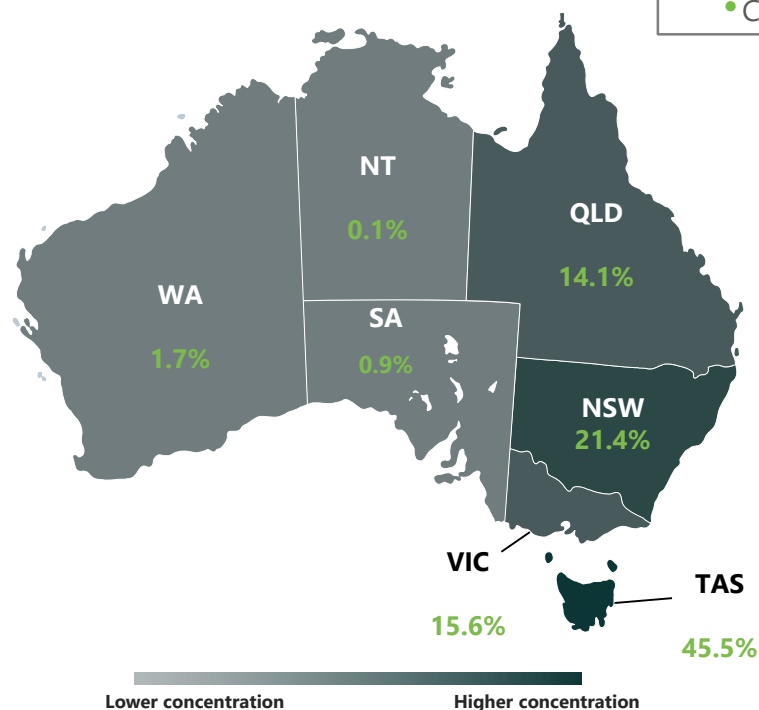 • C
NT
0.1%
QLD
14.1%
WA
1.7%
SA
0.9%
NSW
21.4%
VIC
15.6%
TAS
45.5%
Lower concentration
Higher concentration